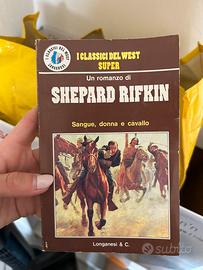 I CLASSICI DEL WEST
SUPER
Un romanzo di
SHEPARD RIFKIN
Sangue, donna e cavallo
Longanesi & C.
subito